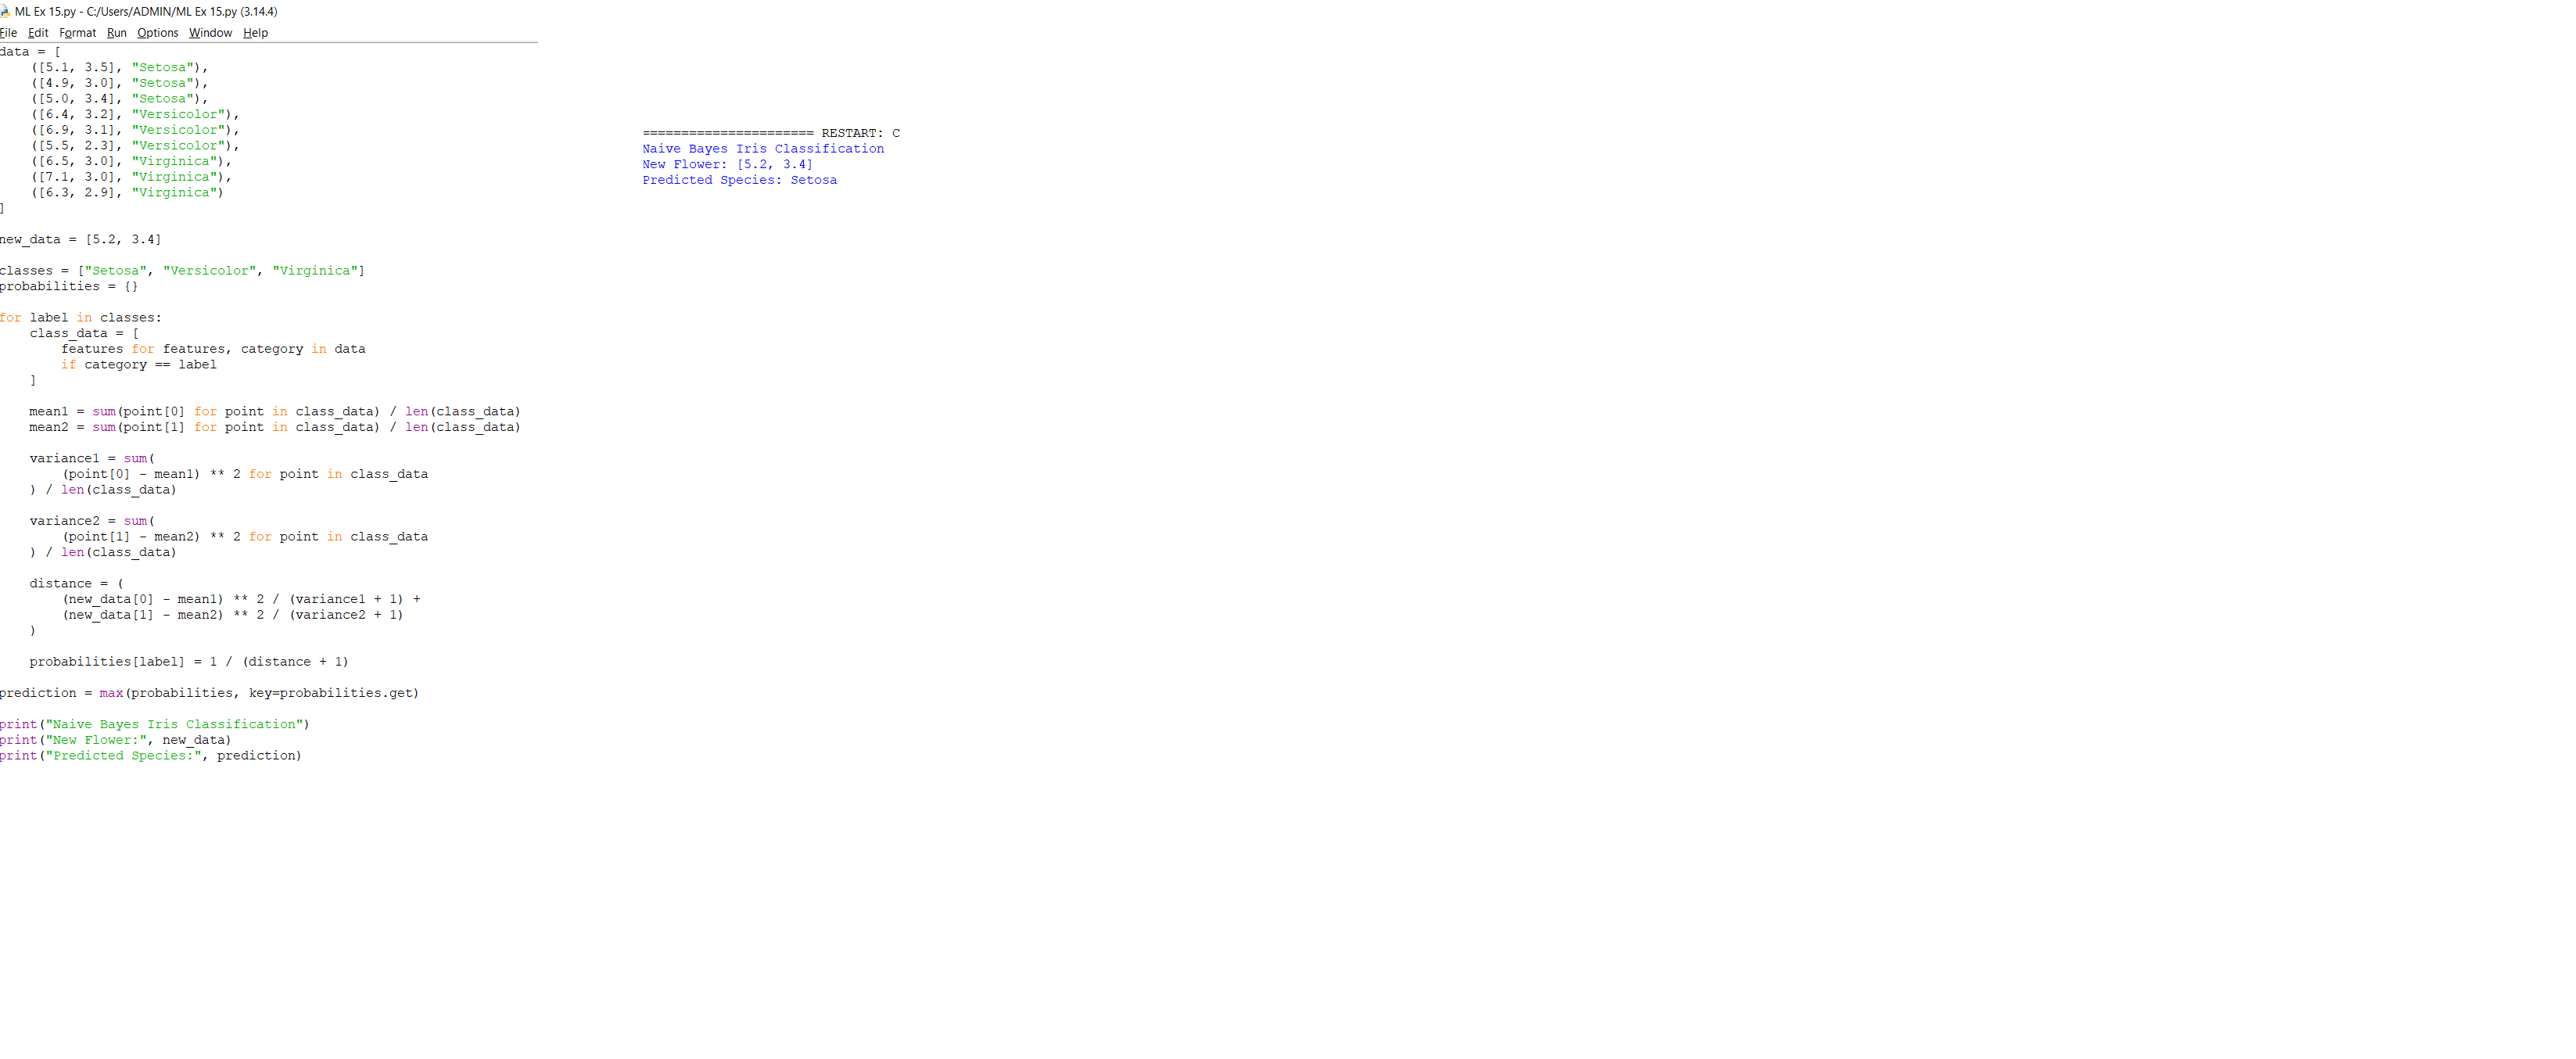 ML Ex 15.py - C:/Users/ADMIN/ML Ex 15.py (3.14.4)
File Edit Format Run Options Window Help
data = [
    ([5.1, 3.5], "Setosa"),
    ([4.9, 3.0], "Setosa"),
    ([5.0, 3.4], "Setosa"),
    ([6.4, 3.2], "Versicolor"),
    ([6.9, 3.1], "Versicolor"),
    ([5.5, 2.3], "Versicolor"),
    ([6.5, 3.0], "Virginica"),
    ([7.1, 3.0], "Virginica"),
    ([6.3, 2.9], "Virginica")
]
new_data = [5.2, 3.4]
classes = ["Setosa", "Versicolor", "Virginica"]
probabilities = {}
for label in classes:
    class_data = [
        features for features, category in data
        if category == label
    ]
    mean1 = sum(point[0] for point in class_data) / len(class_data)
    mean2 = sum(point[1] for point in class_data) / len(class_data)
    variance1 = sum(
        (point[0] - mean1) ** 2 for point in class_data
    ) / len(class_data)
    variance2 = sum(
        (point[1] - mean2) ** 2 for point in class_data
    ) / len(class_data)
    distance = (
        (new_data[0] - mean1) ** 2 / (variance1 + 1) +
        (new_data[1] - mean2) ** 2 / (variance2 + 1)
    )
    probabilities[label] = 1 / (distance + 1)
prediction = max(probabilities, key=probabilities.get)
print("Naive Bayes Iris Classification")
print("New Flower:", new_data)
print("Predicted Species:", prediction)
====================== RESTART: C
Naive Bayes Iris Classification
New Flower: [5.2, 3.4]
Predicted Species: Setosa